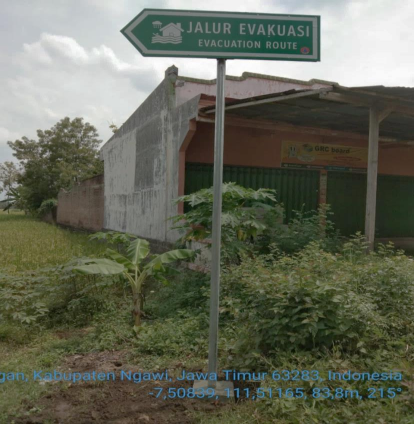 JALUR EVAKUASI
EVACUATION ROUTE
gan, Kabupaten Ngawi, Jawa Timur 63283, Indonesia
-7,50839, 111,51165, 83,8m, 215°